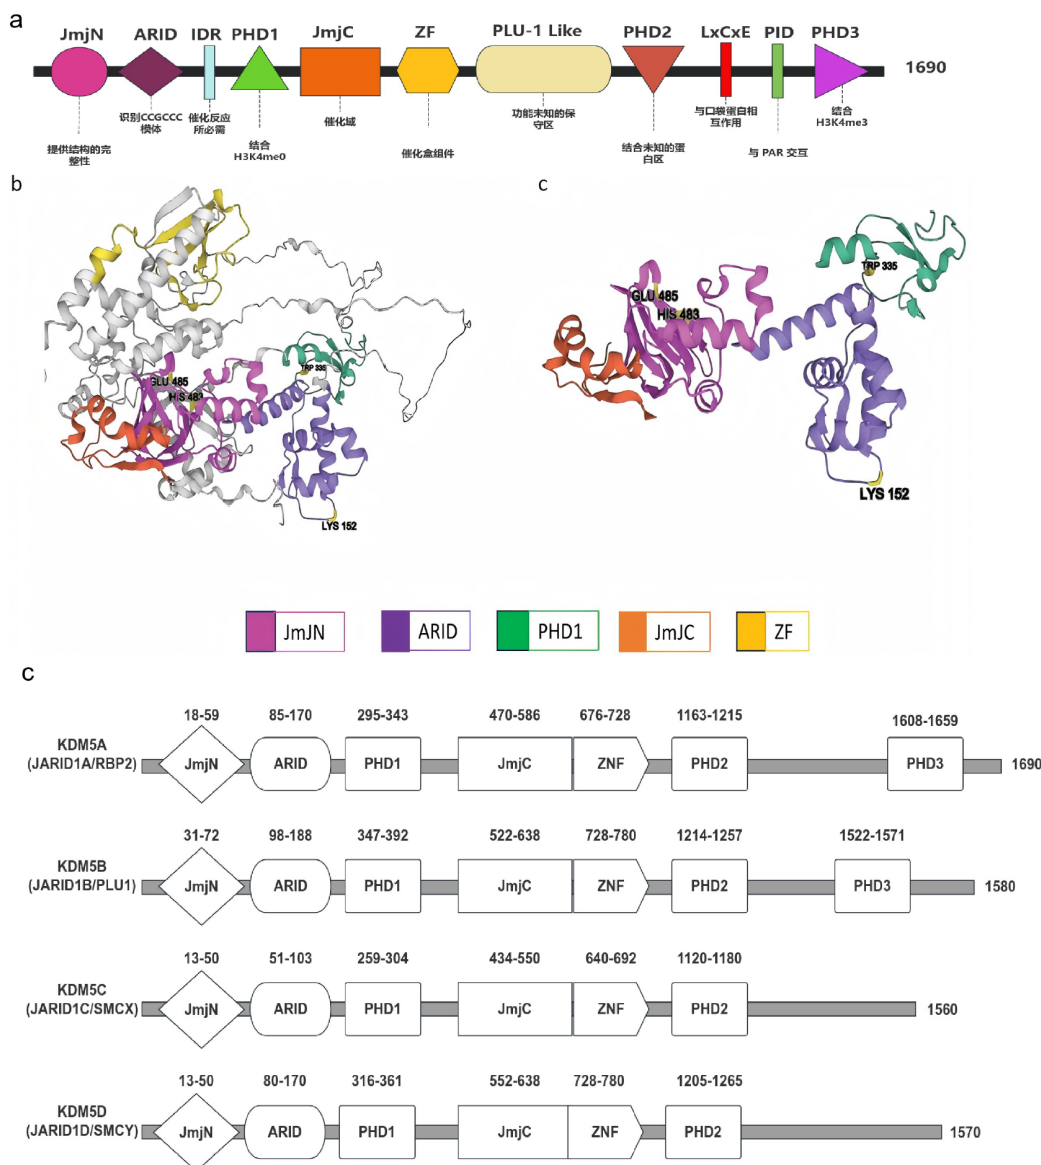 a
JmjN ARID IDR PHD1 JmjC ZF PLU-1 Like PHD2 LxCxE PID PHD3
1690
识别CCGCCC
模体
催化反应
所必需
催化域
功能未知的保
守区
与口袋蛋白相
互作用
结合
H3K4me3
提供结构的完
整性
结合
H3K4me0
催化盒组件
结合未知的蛋
白区
与 PAR 交互
b
GLU 485
HIS 483
TRP 335
LYS 152
c
GLU 485
HIS 483
TRP 335
LYS 152
JmJN ARID PHD1 JmJC ZF
c
18-59 85-170 295-343 470-586 676-728 1163-1215 1608-1659
KDM5A
(JARID1A/RBP2)
JmjN ARID PHD1 JmjC ZNF PHD2 PHD3 1690
31-72 98-188 347-392 522-638 728-780 1214-1257 1522-1571
KDM5B
(JARID1B/PLU1)
JmjN ARID PHD1 JmjC ZNF PHD2 PHD3 1580
13-50 51-103 259-304 434-550 640-692 1120-1180
KDM5C
(JARID1C/SMCX)
JmjN ARID PHD1 JmjC ZNF PHD2 1560
13-50 80-170 316-361 552-638 728-780 1205-1265
KDM5D
(JARID1D/SMCY)
JmjN ARID PHD1 JmjC ZNF PHD2 1570